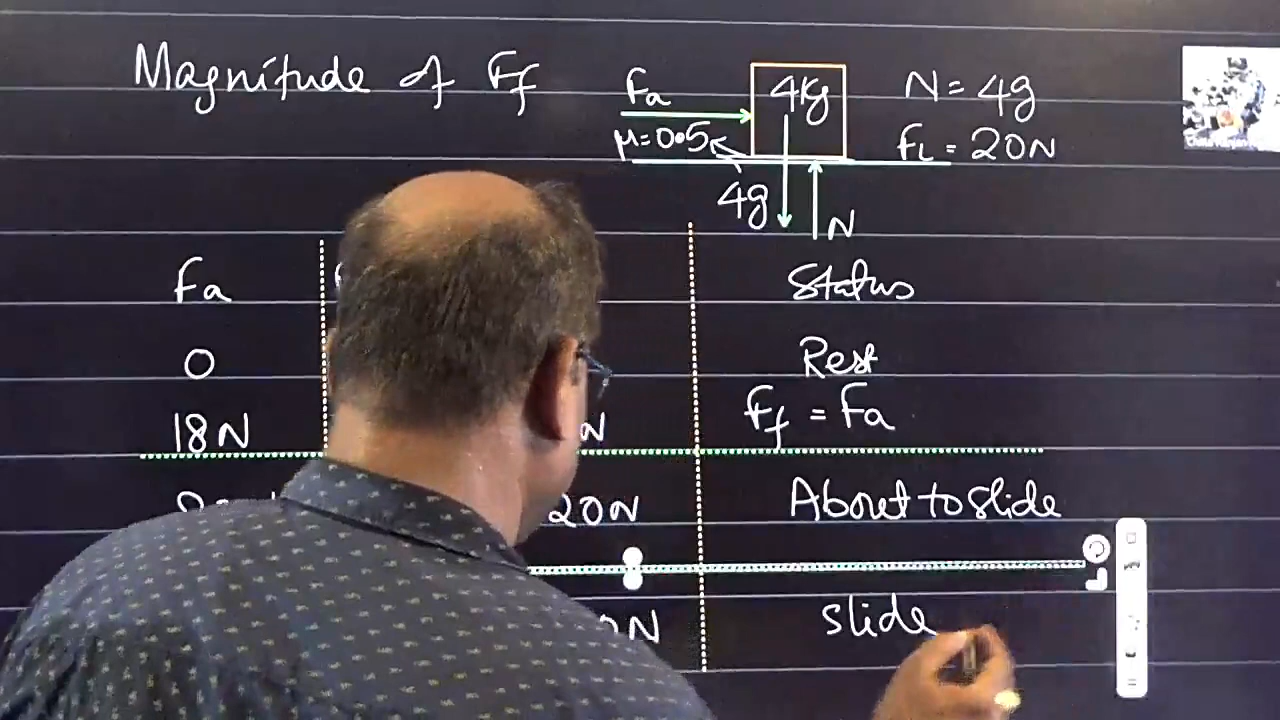 Magnitude of Ff
Fa
4Kg
N = 4g
μ=0.5
FL = 20N
4g
N
Fa
Status
0
Rest
18N
N
Ff = Fa
20N
About to slide
N
slide